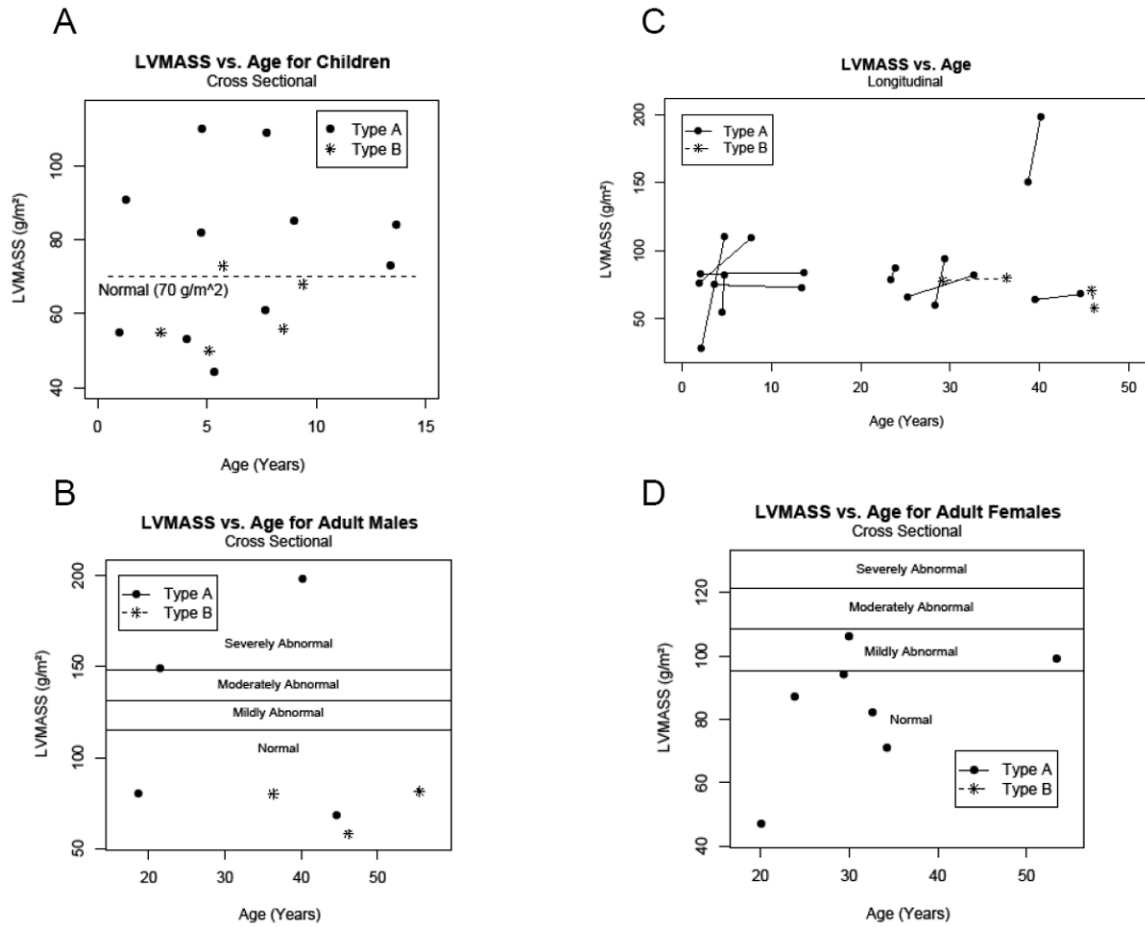 A
LVMASS vs. Age for Children
Cross Sectional
LVMASS (g/m²)
100
80
60
40
Type A
Type B
Normal (70 g/m^2)
0 5 10 15
Age (Years)
C
LVMASS vs. Age
Longitudinal
LVMASS (g/m²)
200
150
100
50
Type A
Type B
0 10 20 30 40 50
Age (Years)
B
LVMASS vs. Age for Adult Males
Cross Sectional
LVMASS (g/m²)
200
150
100
50
Type A
Type B
Severely Abnormal
Moderately Abnormal
Mildly Abnormal
Normal
20 30 40 50
Age (Years)
D
LVMASS vs. Age for Adult Females
Cross Sectional
LVMASS (g/m²)
120
100
80
60
40
Severely Abnormal
Moderately Abnormal
Mildly Abnormal
Normal
Type A
Type B
20 30 40 50
Age (Years)